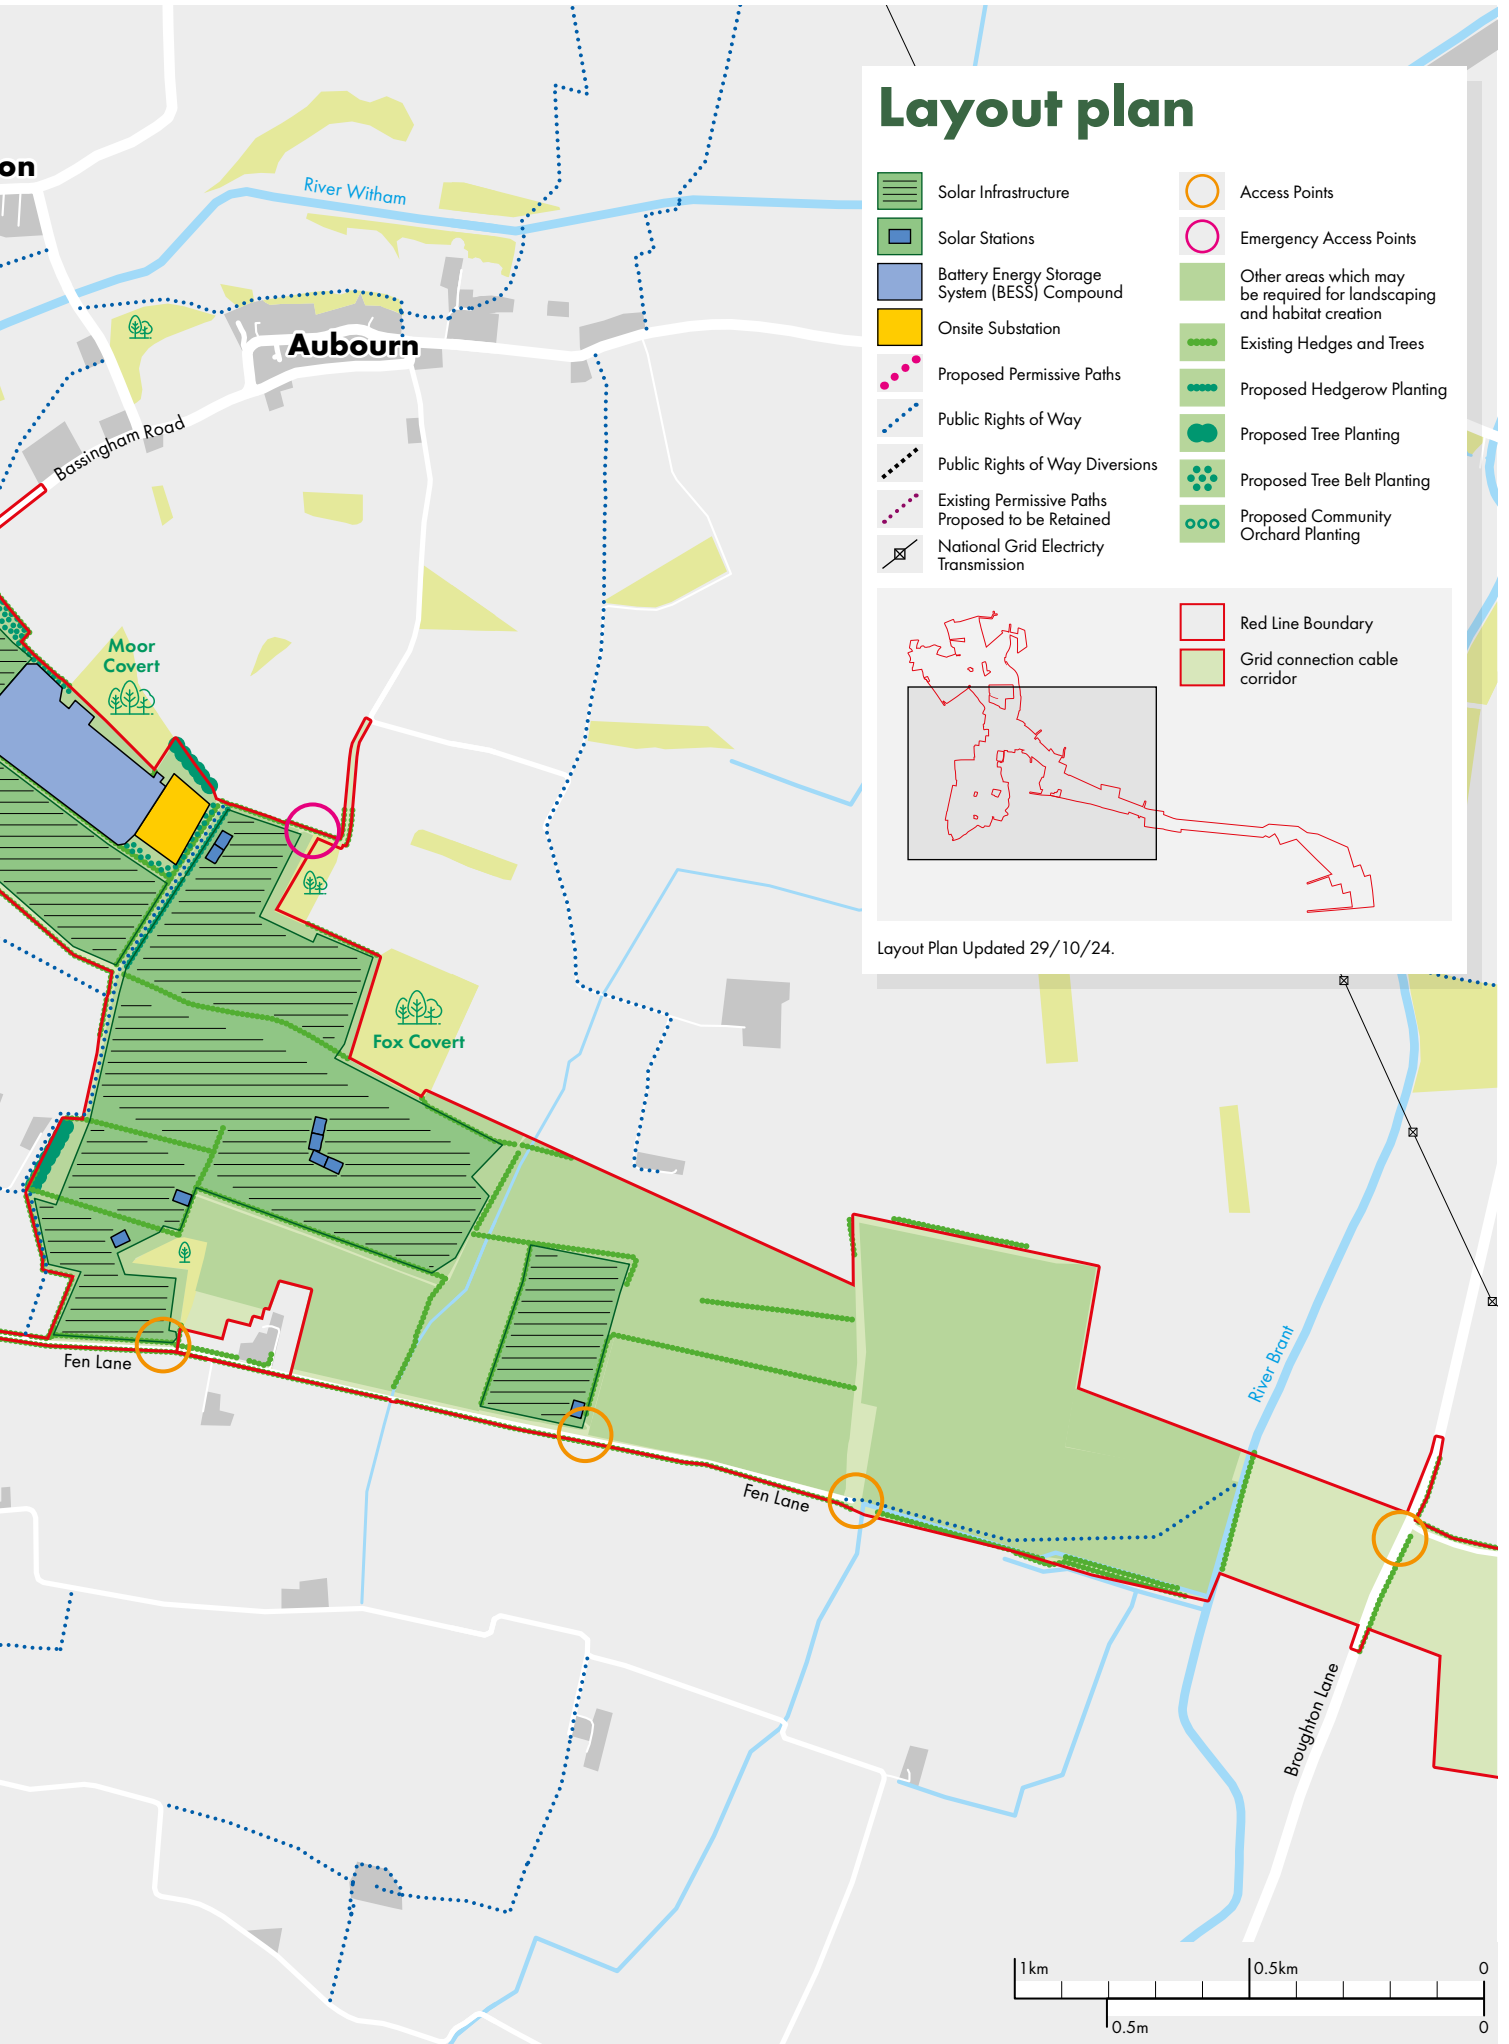 Layout plan
Solar Infrastructure
Solar Stations
Battery Energy Storage
System (BESS) Compound
Onsite Substation
Proposed Permissive Paths
Public Rights of Way
Public Rights of Way Diversions
Existing Permissive Paths
Proposed to be Retained
National Grid Electricty
Transmission
Access Points
Emergency Access Points
Other areas which may
be required for landscaping
and habitat creation
Existing Hedges and Trees
Proposed Hedgerow Planting
Proposed Tree Planting
Proposed Tree Belt Planting
Proposed Community
Orchard Planting
Red Line Boundary
Grid connection cable
corridor
Layout Plan Updated 29/10/24.
on
River Witham
Aubourn
Bassingham Road
Moor
Covert
Fox Covert
Fen Lane
Fen Lane
River Brant
Broughton Lane
1km
0.5km
0
0.5m
0